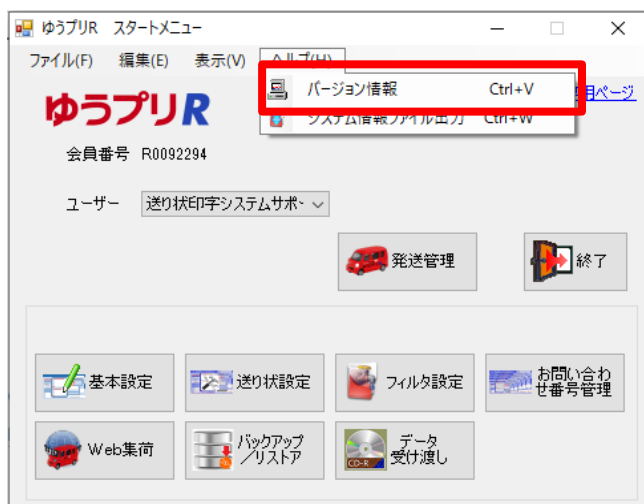 ゆうプリR スタートメニュー
ファイル(F) 編集(E) 表示(V) ヘルプ(H)
バージョン情報 Ctrl+V
用ページ
システム情報ファイル出力 Ctrl+W
ゆうプリR
会員番号 R0092294
ユーザー 送り状印字システムサポ
発送管理
終了
基本設定
送り状設定
フィルタ設定
お問い合わ
せ番号管理
Web集荷
バックアップ
/リストア
データ
受け渡し
CD-R